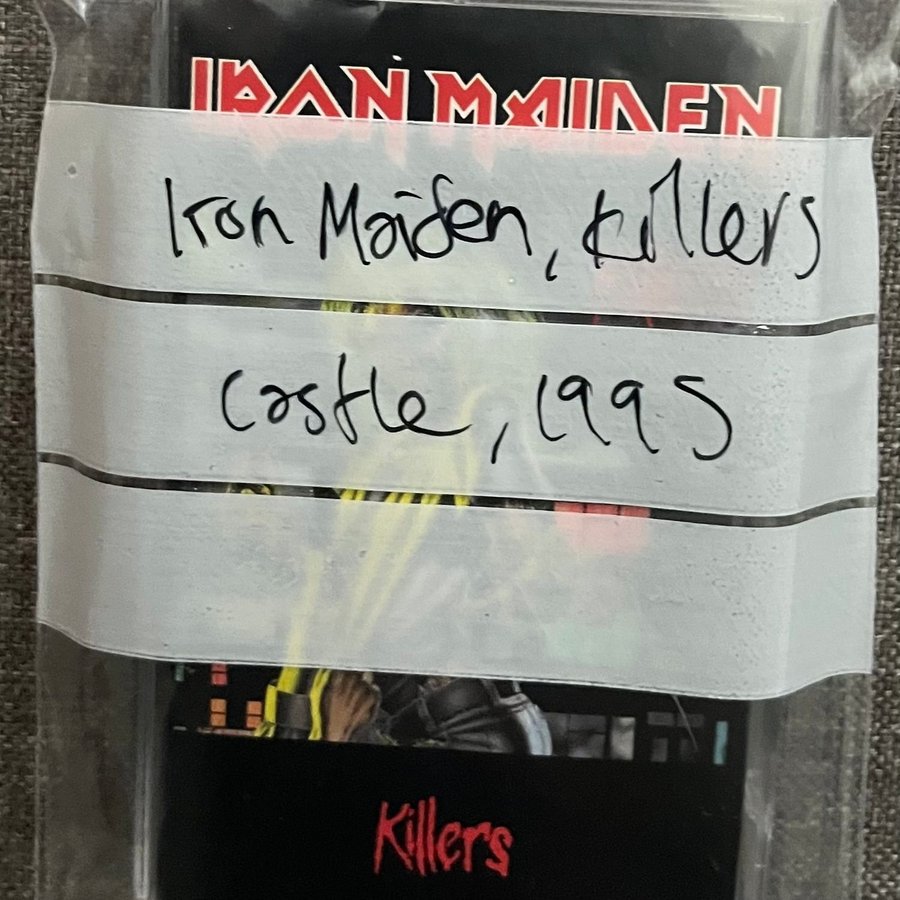 IRON MAIDEN
Iron Maiden, Killers
Castle, 1995
Killers